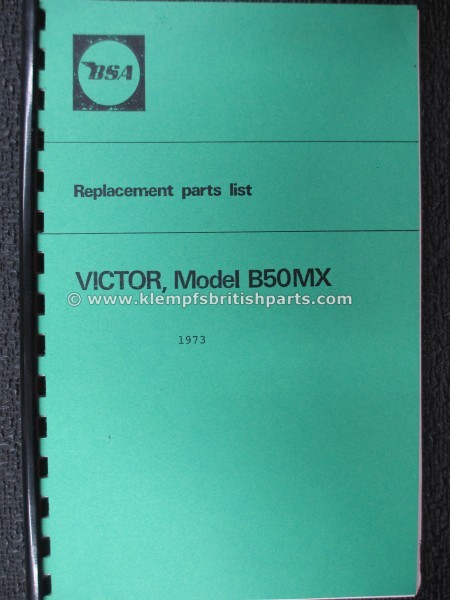 BSA
Replacement parts list
VICTOR, Model B50MX
© www.klempfsbritishparts.com
1973